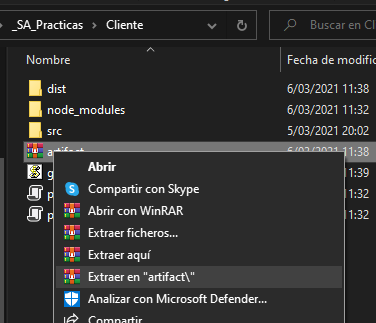 _SA_Practicas > Cliente
Buscar en Cl
Nombre
Fecha de modific
dist
6/03/2021 11:38
node_modules
6/03/2021 11:32
src
5/03/2021 20:02
artifact
6/03/2021 11:38
g
11:39
p
11:32
p
11:32
Abrir
Compartir con Skype
Abrir con WinRAR
Extraer ficheros...
Extraer aquí
Extraer en "artifact\"
Analizar con Microsoft Defender...
Compartir